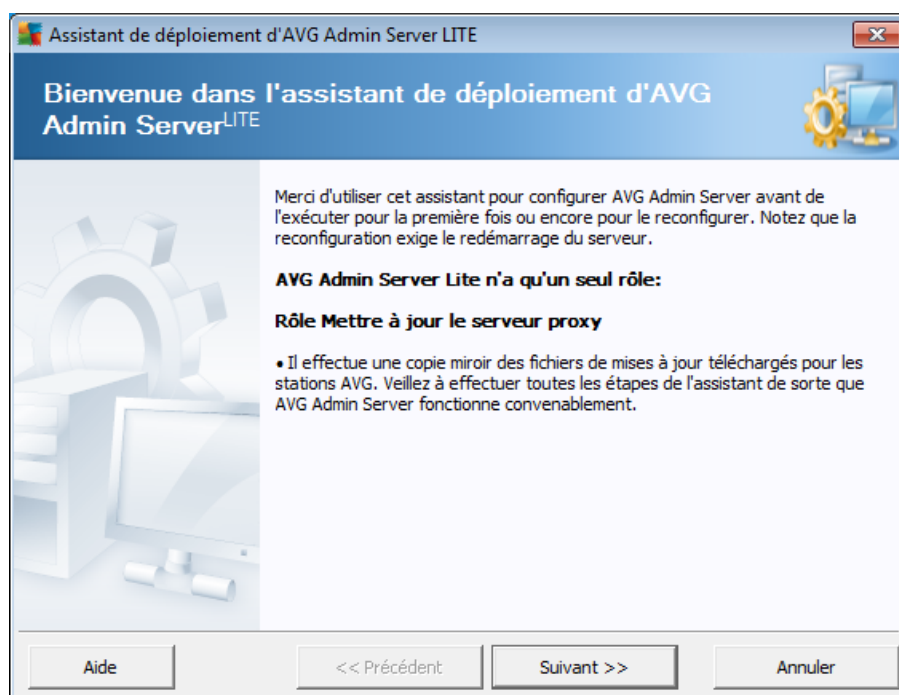 Assistant de déploiement d'AVG Admin Server LITE
Bienvenue dans l'assistant de déploiement d'AVG
Admin Server LITE
Merci d'utiliser cet assistant pour configurer AVG Admin Server avant de
l'exécuter pour la première fois ou encore pour le reconfigurer. Notez que la
reconfiguration exige le redémarrage du serveur.
AVG Admin Server Lite n'a qu'un seul rôle:
Rôle Mettre à jour le serveur proxy
• Il effectue une copie miroir des fichiers de mises à jour téléchargés pour les
stations AVG. Veillez à effectuer toutes les étapes de l'assistant de sorte que
AVG Admin Server fonctionne convenablement.
Aide
<< Précédent
Suivant >>
Annuler